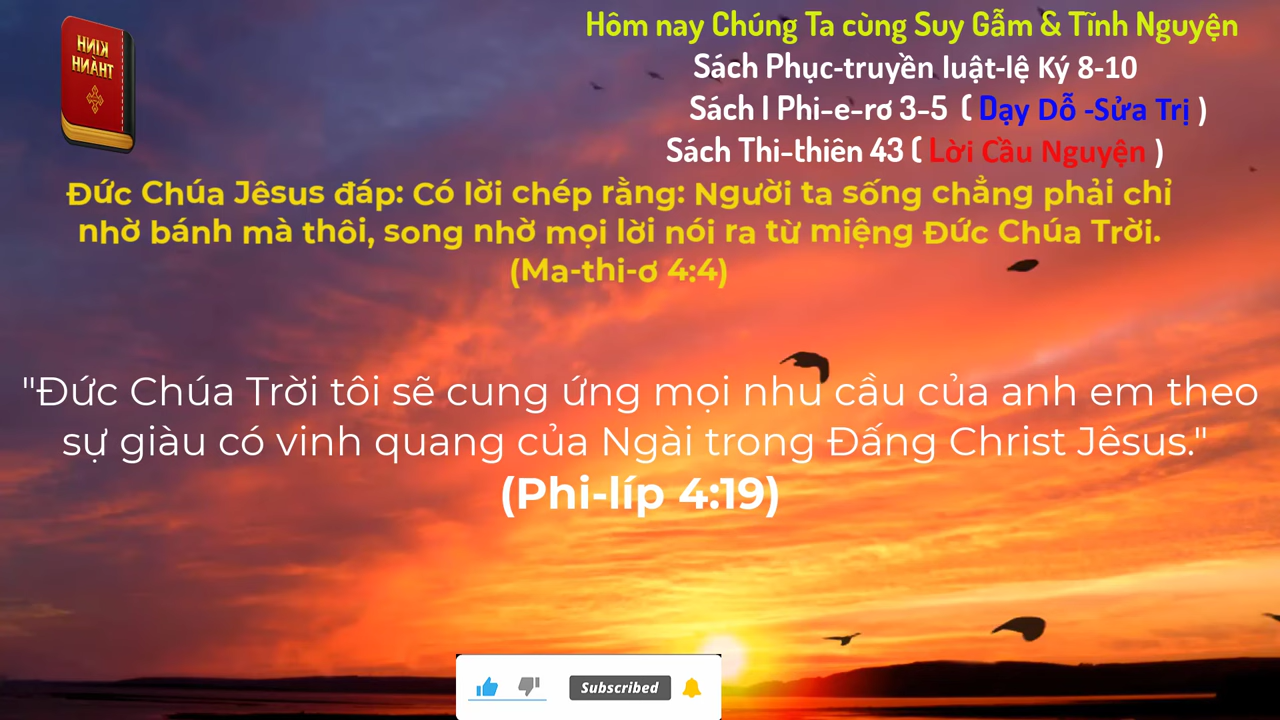 KINH
THÁNH
Hôm nay Chúng Ta cùng Suy Gẫm & Tĩnh Nguyện
Sách Phục-truyền luật-lệ Ký 8-10
Sách I Phi-e-rơ 3-5 ( Dạy Dỗ -Sửa Trị )
Sách Thi-thiên 43 ( Lời Cầu Nguyện )
Đức Chúa Jêsus đáp: Có lời chép rằng: Người ta sống chẳng phải chỉ
nhờ bánh mà thôi, song nhờ mọi lời nói ra từ miệng Đức Chúa Trời.
(Ma-thi-ơ 4:4)
"Đức Chúa Trời tôi sẽ cung ứng mọi nhu cầu của anh em theo
sự giàu có vinh quang của Ngài trong Đấng Christ Jêsus."
(Phi-líp 4:19)
Subscribed